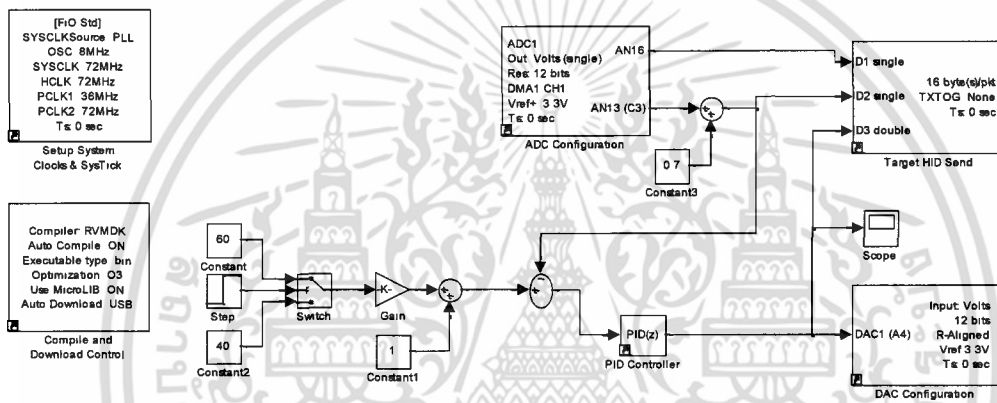 [FiO Std]
SYSCLKSource PLL
OSC 8MHz
SYSCLK 72MHz
HCLK 72MHz
PCLK1 36MHz
PCLK2 72MHz
Ts 0 sec
Setup System
Clocks & SysTick
ADC1
Out Volts (single)
Res 12 bits
DMA1 CH1
Vref+ 3 3V
Ts 0 sec
AN16
AN13 (C3)
ADC Configuration
D1 single
D2 single
D3 double
16 byte(s)/pkt
TXTOG None
Ts 0 sec
Target HID Send
0 7
Constant3
Compiler RVMDK
Auto Compile ON
Executable type bin
Optimization O3
Use MicroLIB ON
Auto Download USB
Compile and
Download Control
60
Constant
Step
40
Constant2
Switch
K-
Gain
1
Constant1
PID(z)
PID Controller
Scope
DAC1 (A4)
Input Volts
12 bits
R-Aligned
Vref 3 3V
Ts 0 sec
DAC Configuration